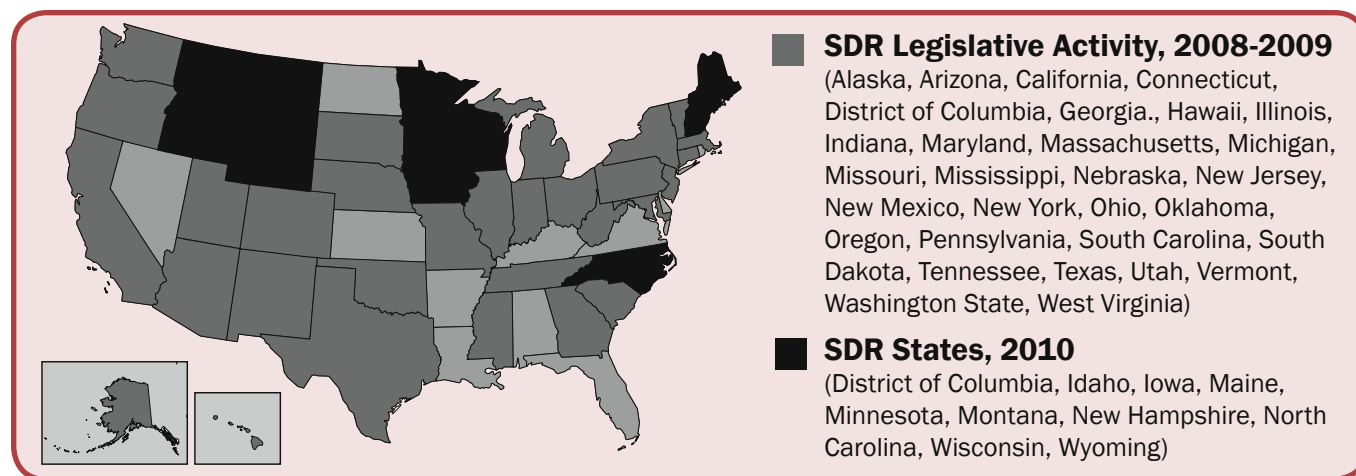 SDR Legislative Activity, 2008-2009
(Alaska, Arizona, California, Connecticut,
District of Columbia, Georgia., Hawaii, Illinois,
Indiana, Maryland, Massachusetts, Michigan,
Missouri, Mississippi, Nebraska, New Jersey,
New Mexico, New York, Ohio, Oklahoma,
Oregon, Pennsylvania, South Carolina, South
Dakota, Tennessee, Texas, Utah, Vermont,
Washington State, West Virginia)
SDR States, 2010
(District of Columbia, Idaho, Iowa, Maine,
Minnesota, Montana, New Hampshire, North
Carolina, Wisconsin, Wyoming)